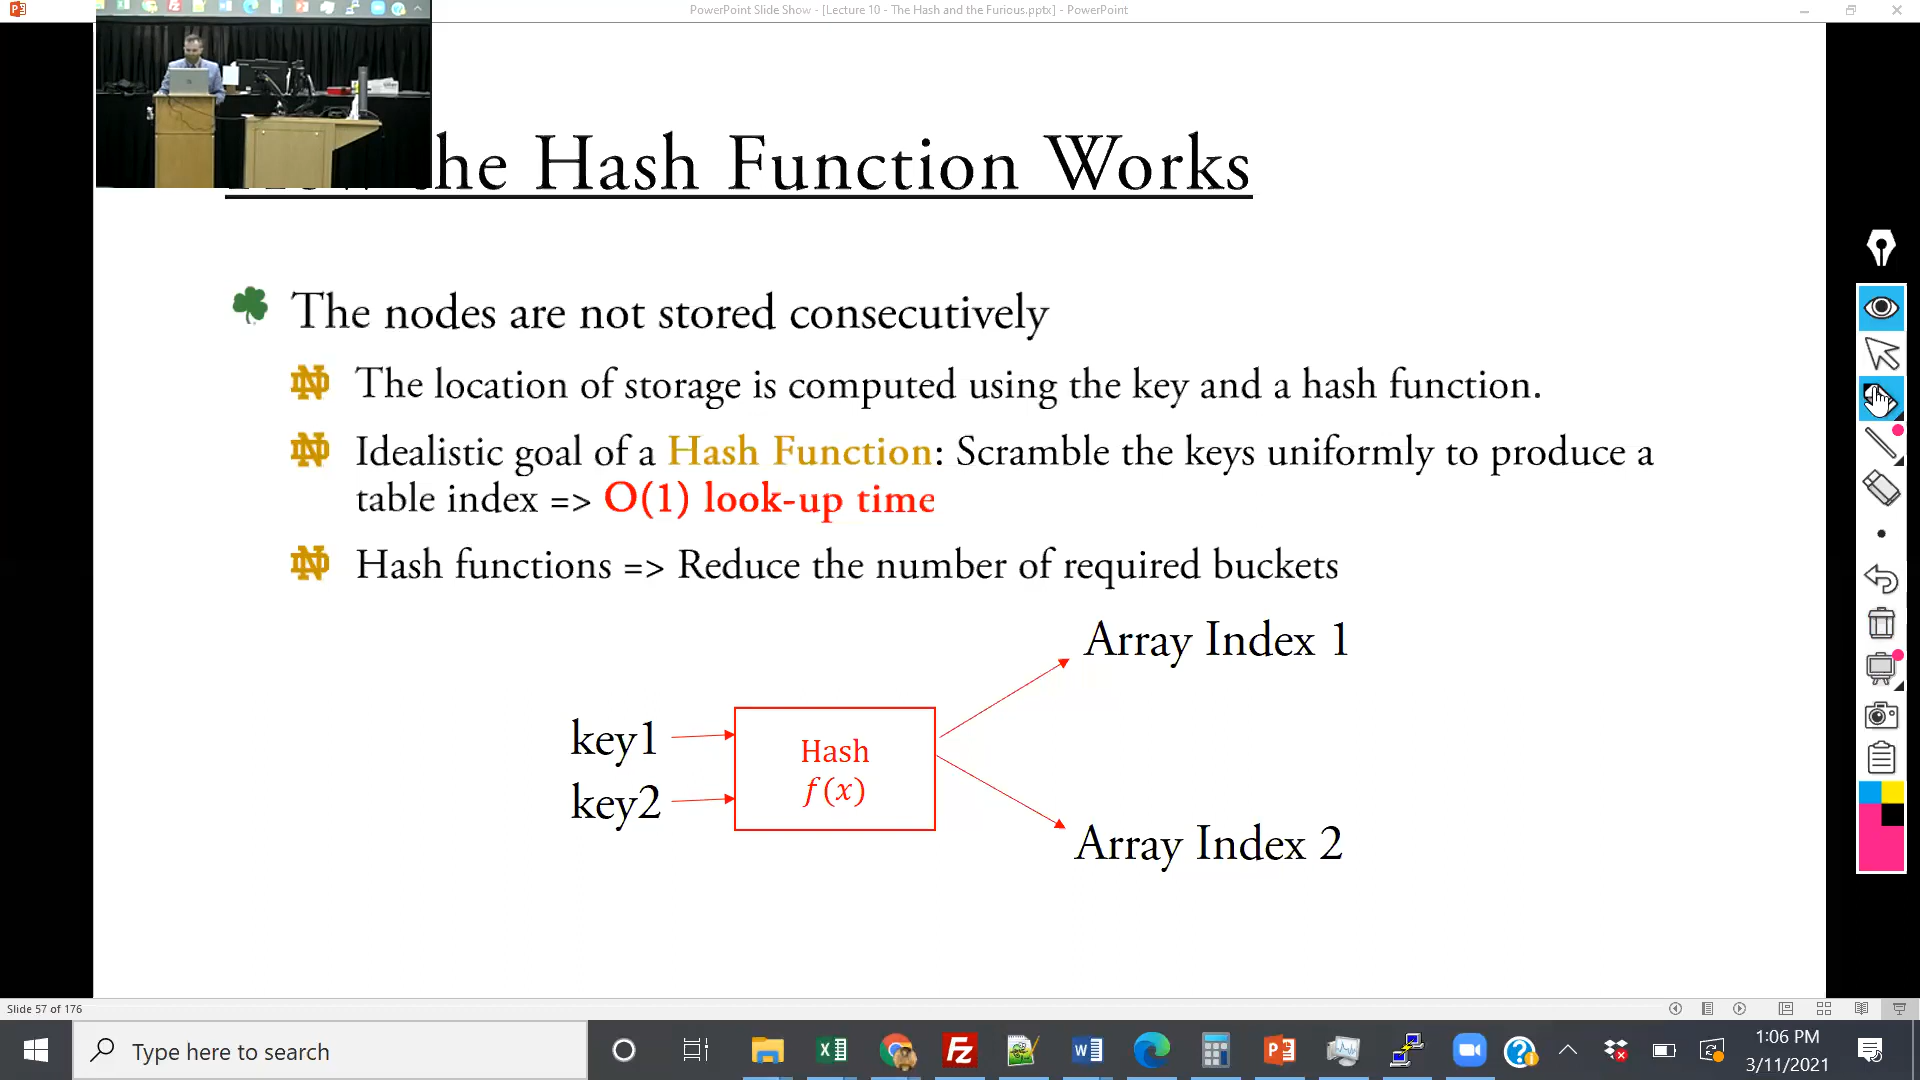 PowerPoint Slide Show - [Lecture 10 - The Hash and the Furious.pptx] - PowerPoint
the Hash Function Works
The nodes are not stored consecutively
The location of storage is computed using the key and a hash function.
Idealistic goal of a Hash Function: Scramble the keys uniformly to produce a
table index => O(1) look-up time
Hash functions => Reduce the number of required buckets
Array Index 1
key1
Hash
f(x)
key2
Array Index 2
Slide 57 of 176
Type here to search
1:06 PM
3/11/2021